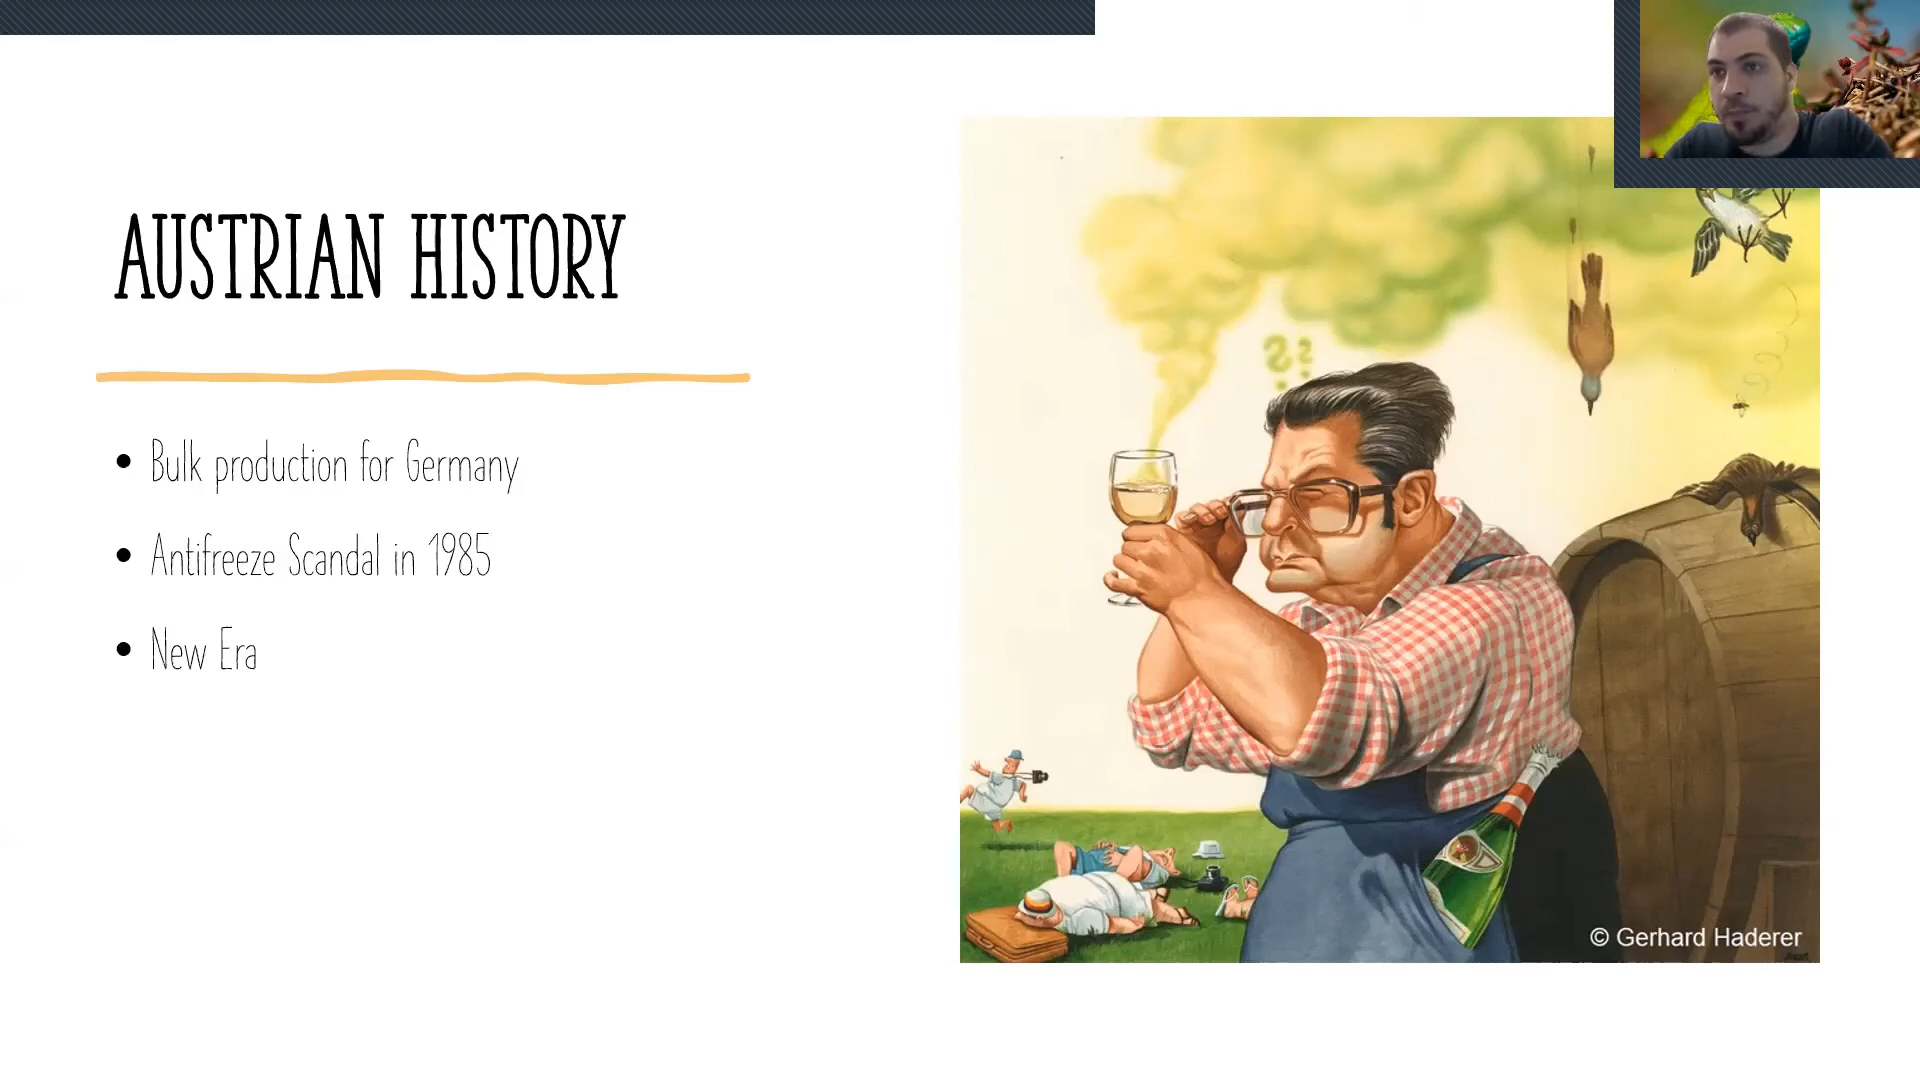 AUSTRIAN HISTORY
• Bulk production for Germany
• Antifreeze Scandal in 1985
• New Era
??
© Gerhard Haderer